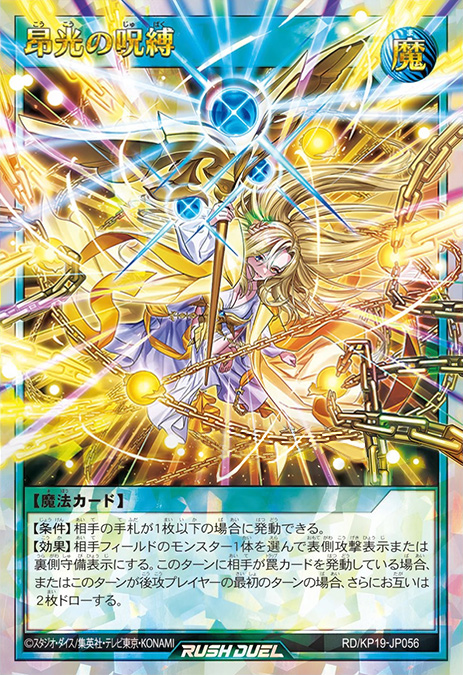 昂光の呪縛
魔
【魔法カード】
【条件】相手の手札が1枚以下の場合に発動できる。
【効果】相手フィールドのモンスター1体を選んで表側攻撃表示または
裏側守備表示にする。このターンに相手が罠カードを発動している場合、
またはこのターンが後攻プレイヤーの最初のターンの場合、さらにお互いは
2枚ドローする。
©スタジオ・ダイス/集英社・テレビ東京・KONAMI
RUSH DUEL
RD/KP19-JP056